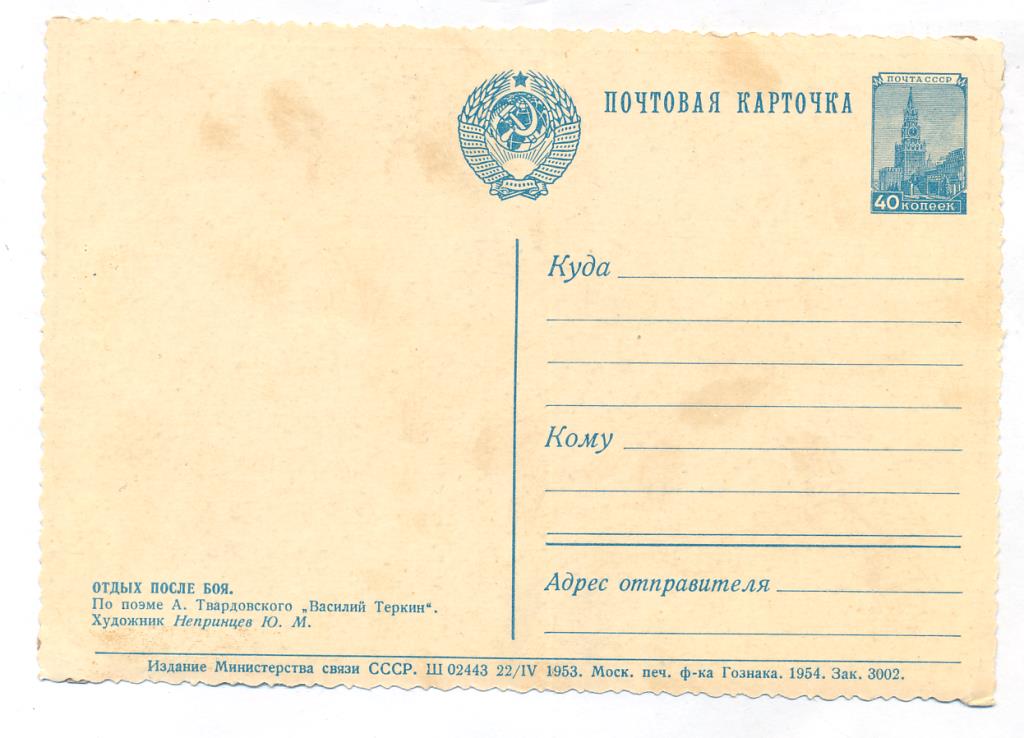 ПОЧТОВАЯ КАРТОЧКА
ПОЧТА СССР
40 копеек
Куда
Кому
Адрес отправителя
ОТДЫХ ПОСЛЕ БОЯ.
По поэме А. Твардовского „Василий Теркин“.
Художник Непринцев Ю. М.
Издание Министерства связи СССР. Ш 02443 22/IV 1953. Моск. печ. ф-ка Гознака. 1954. Зак. 3002.